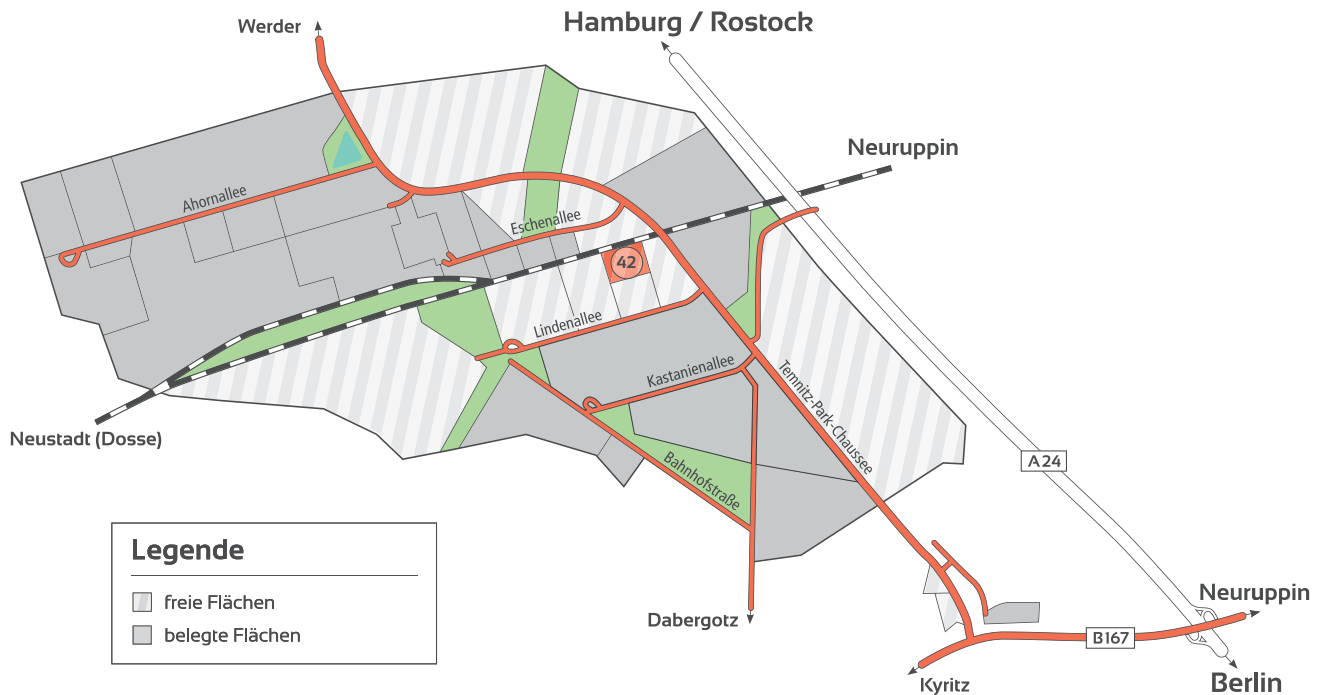 Hamburg / Rostock
Werder
Neuruppin
Ahornallee
Eschenallee
42
Lindenallee
Kastanienallee
Temnitz-Park-Chaussee
Neustadt (Dosse)
Bahnhofstraße
A24
Legende
freie Flächen
belegte Flächen
Dabergotz
Neuruppin
B167
Kyritz
Berlin